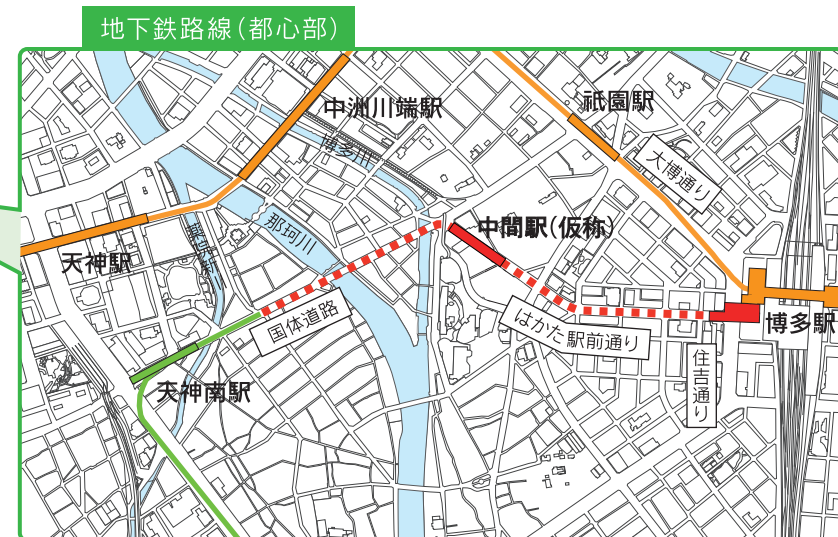 地下鉄路線(都心部)
中洲川端駅
祇園駅
博多川
大博通り
那珂川
中間駅(仮称)
天神駅
国体道路
はかた駅前通り
博多駅
住吉通り
天神南駅